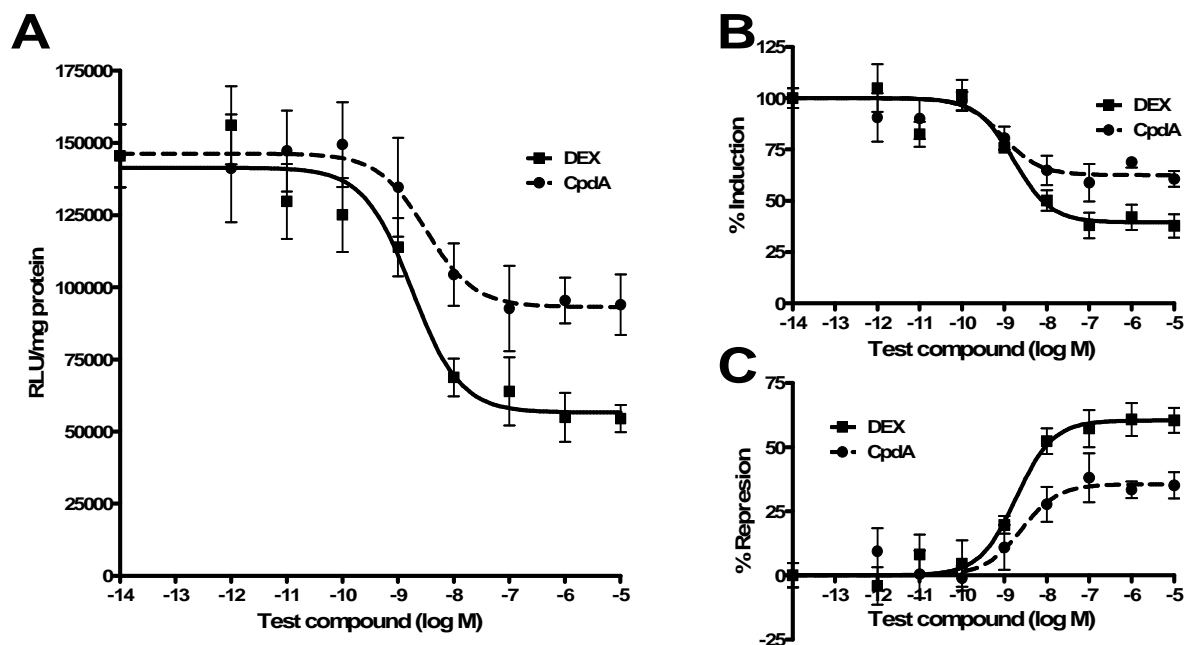 A
175000
150000
125000
100000
75000
50000
25000
0
RLU/mg protein
DEX
CpdA
-14 -13 -12 -11 -10 -9 -8 -7 -6 -5
Test compound (log M)
B
125
100
75
50
25
0
% Induction
DEX
CpdA
-14 -13 -12 -11 -10 -9 -8 -7 -6 -5
Test compound (log M)
C
75
50
25
0
-25
% Represion
DEX
CpdA
-14 -13 -12 -11 -10 -9 -8 -7 -6 -5
Test compound (log M)